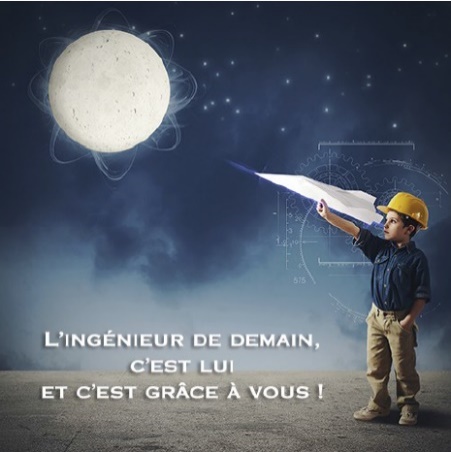 L'INGÉNIEUR DE DEMAIN,
C'EST LUI
ET C'EST GRÂCE À VOUS !